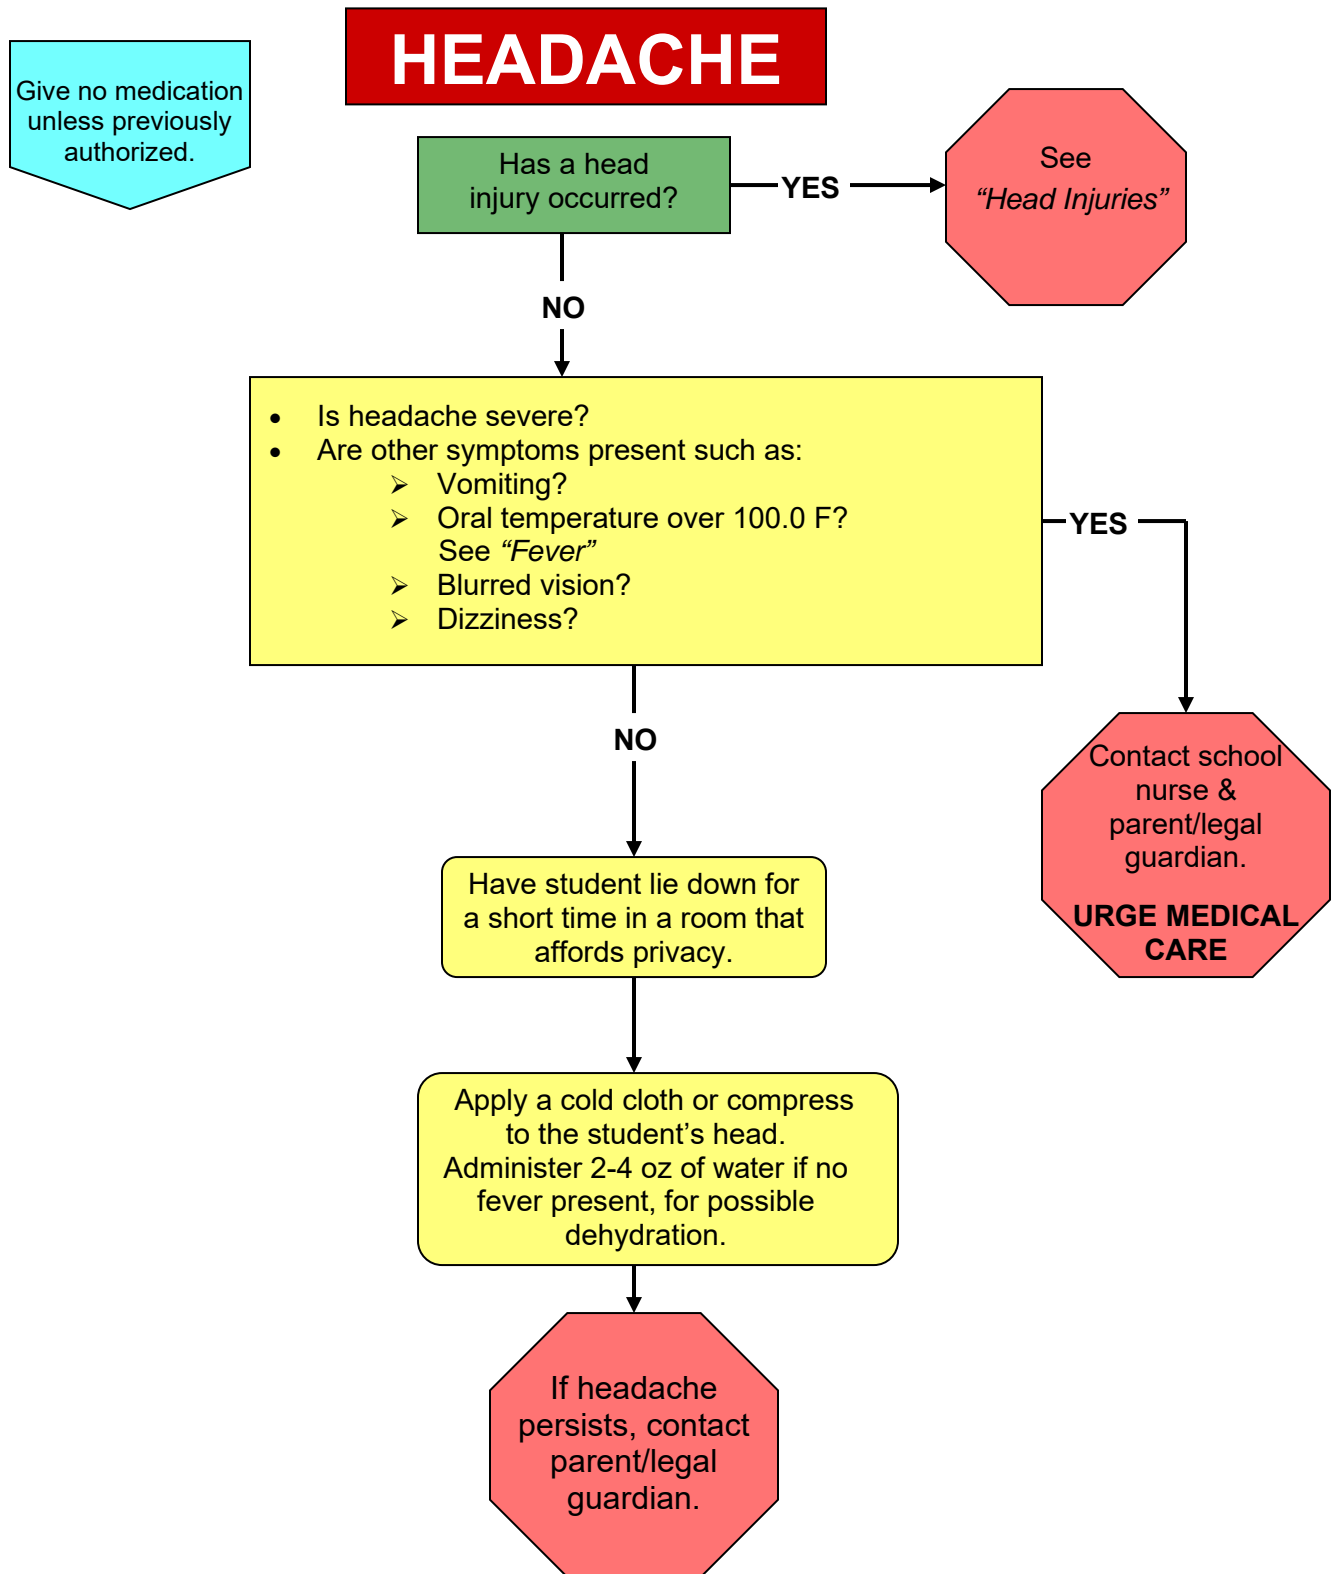 HEADACHE
Give no medication
unless previously
authorized.
Has a head
injury occurred?
YES
See
“Head Injuries”
NO
• Is headache severe?
• Are other symptoms present such as:
➢ Vomiting?
➢ Oral temperature over 100.0 F?
See “Fever”
➢ Blurred vision?
➢ Dizziness?
YES
NO
Contact school
nurse &
parent/legal
guardian.
URGE MEDICAL
CARE
Have student lie down for
a short time in a room that
affords privacy.
Apply a cold cloth or compress
to the student’s head.
Administer 2-4 oz of water if no
fever present, for possible
dehydration.
If headache
persists, contact
parent/legal
guardian.